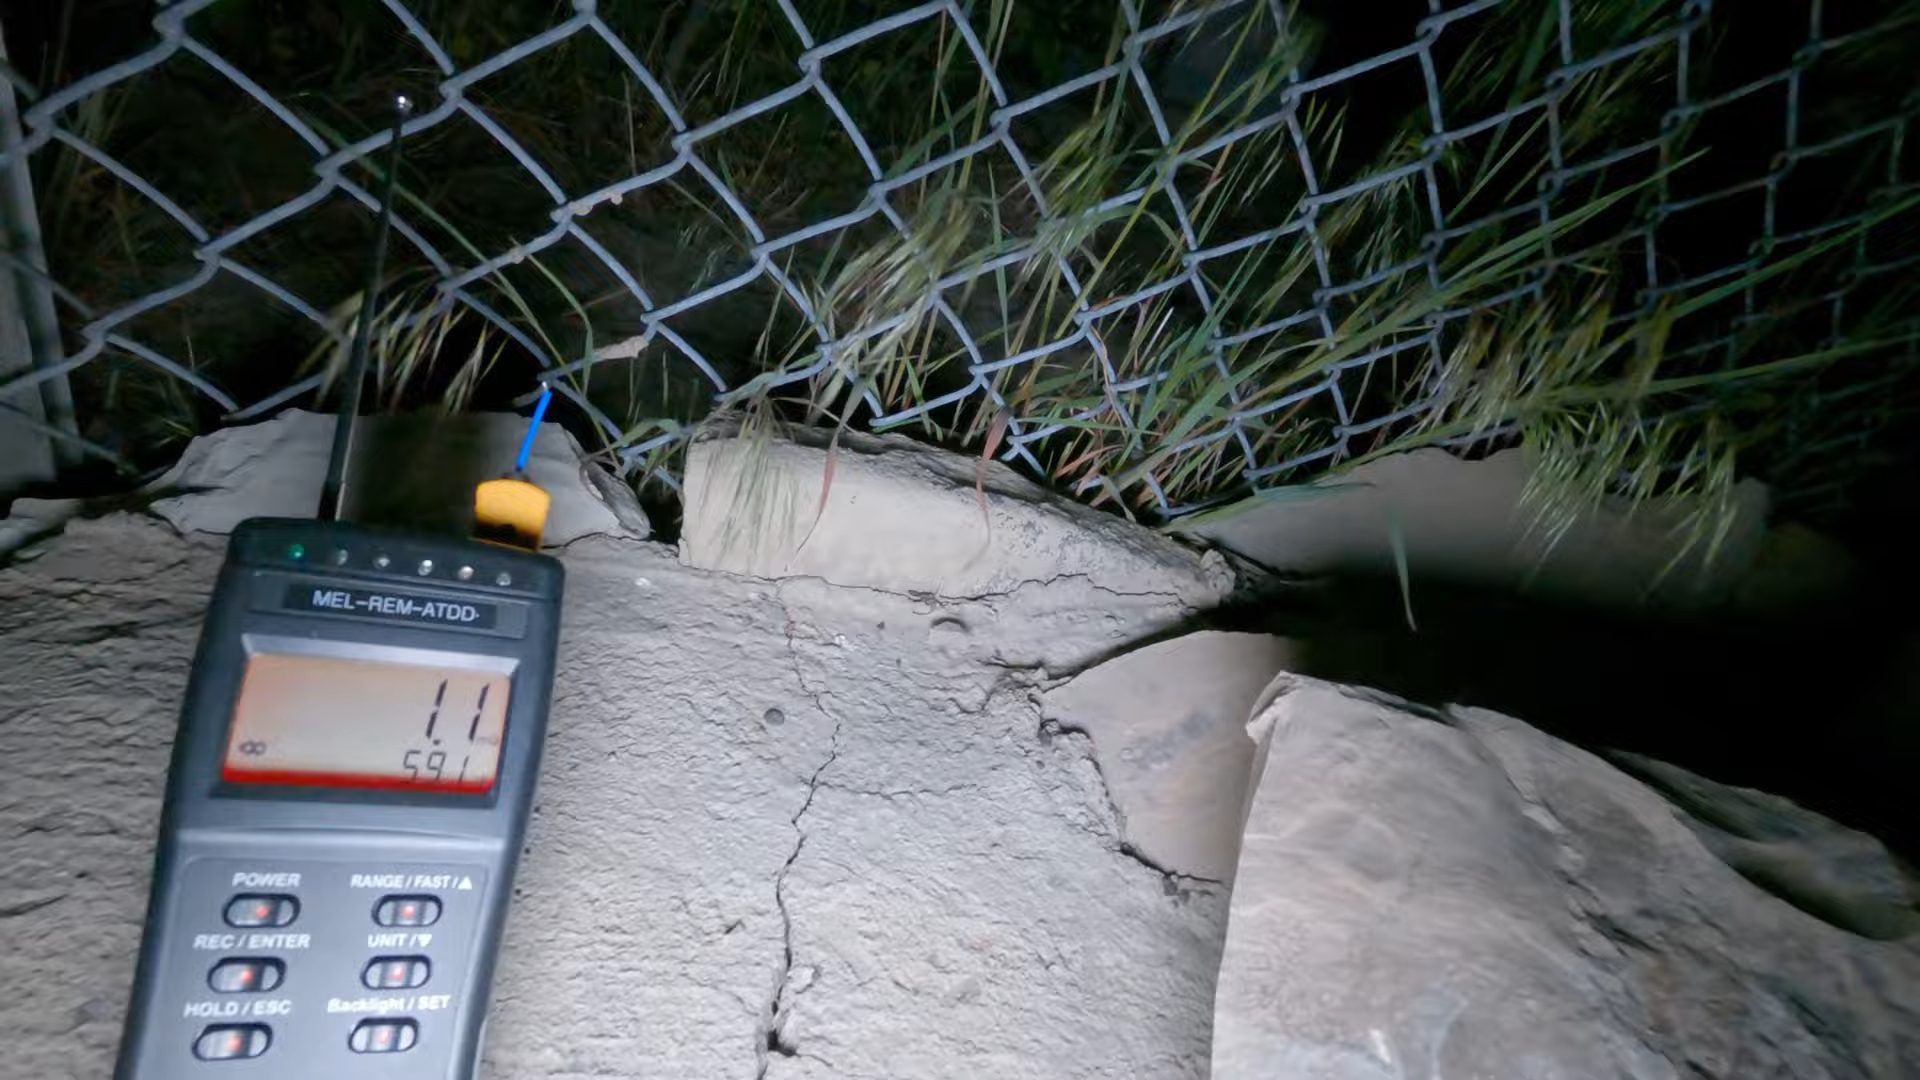 MEL-REM-ATDD
1.1
59.1
POWER
RANGE/FAST/▲
REC/ENTER
UNIT/▼
HOLD/ESC
Backlight/SET